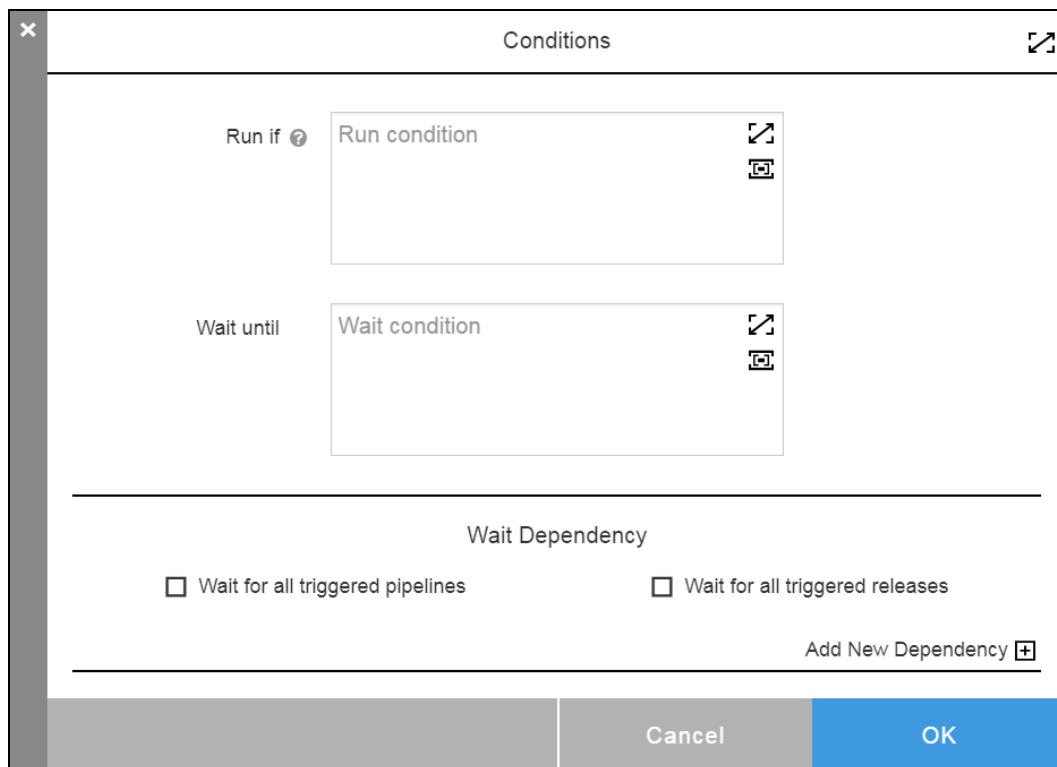 Conditions
Run if
Run condition
Wait until
Wait condition
Wait Dependency
Wait for all triggered pipelines
Wait for all triggered releases
Add New Dependency
Cancel
OK